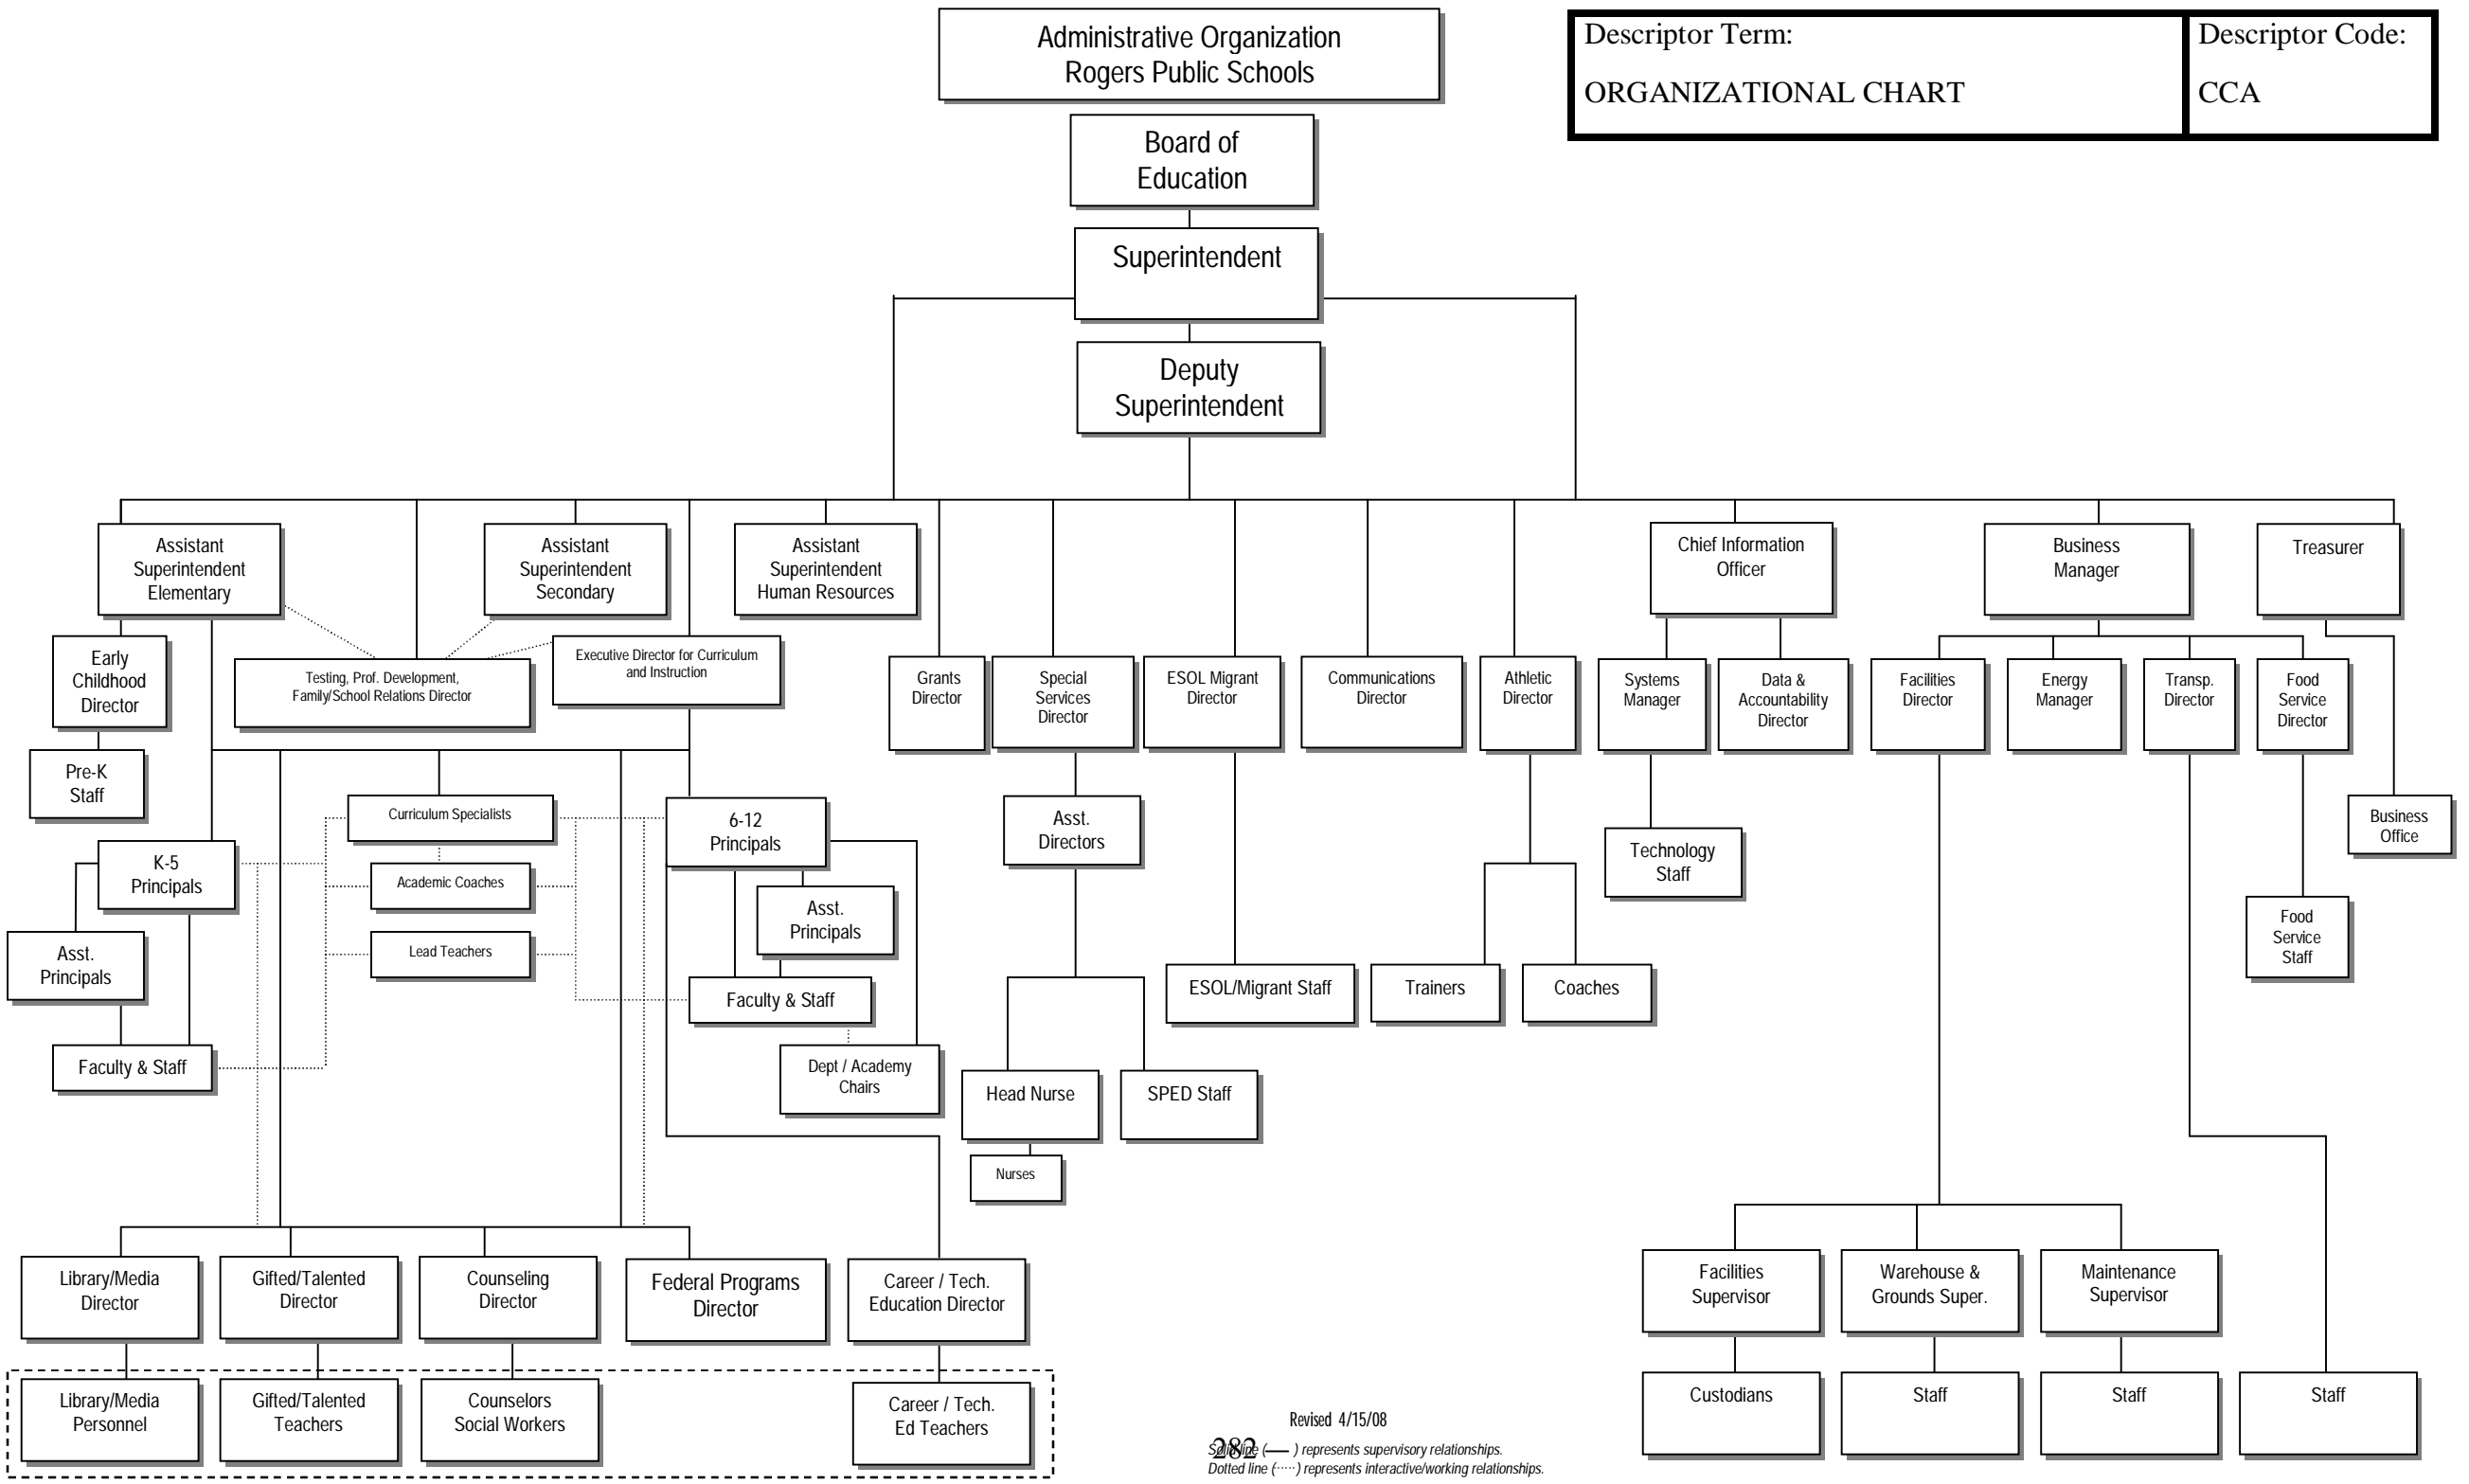 Administrative Organization
Rogers Public Schools
Descriptor Term:
ORGANIZATIONAL CHART
Descriptor Code:
CCA
Board of
Education
Superintendent
Deputy
Superintendent
Assistant
Superintendent
Elementary
Assistant
Superintendent
Secondary
Assistant
Superintendent
Human Resources
Chief Information
Officer
Business
Manager
Treasurer
Early
Childhood
Director
Testing, Prof. Development,
Family/School Relations Director
Executive Director for Curriculum
and Instruction
Grants
Director
Special
Services
Director
ESOL Migrant
Director
Communications
Director
Athletic
Director
Systems
Manager
Data &
Accountability
Director
Facilities
Director
Energy
Manager
Transp.
Director
Food
Service
Director
Pre-K
Staff
Curriculum Specialists
6-12
Principals
Asst.
Directors
Technology
Staff
Business
Office
K-5
Principals
Academic Coaches
Asst.
Principals
Food
Service
Staff
Asst.
Principals
Lead Teachers
Faculty & Staff
ESOL/Migrant Staff
Trainers
Coaches
Faculty & Staff
Dept / Academy
Chairs
Head Nurse
SPED Staff
Nurses
Library/Media
Director
Gifted/Talented
Director
Counseling
Director
Federal Programs
Director
Career / Tech.
Education Director
Facilities
Supervisor
Warehouse &
Grounds Super.
Maintenance
Supervisor
Library/Media
Personnel
Gifted/Talented
Teachers
Counselors
Social Workers
Career / Tech.
Ed Teachers
Custodians
Staff
Staff
Staff
Revised 4/15/08
282
Solid line (—— ) represents supervisory relationships.
Dotted line (·····) represents interactive/working relationships.